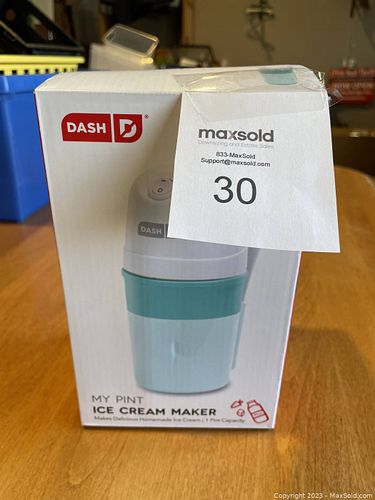 DASH
maxsold
Downsizing and Estate Sales
833-MaxSold
Support@maxsold.com
30
DASH
MY PINT
ICE CREAM MAKER
Makes Delicious Homemade Ice Cream | 1 Pint Capacity
Copyright 2023 - MaxSold.com